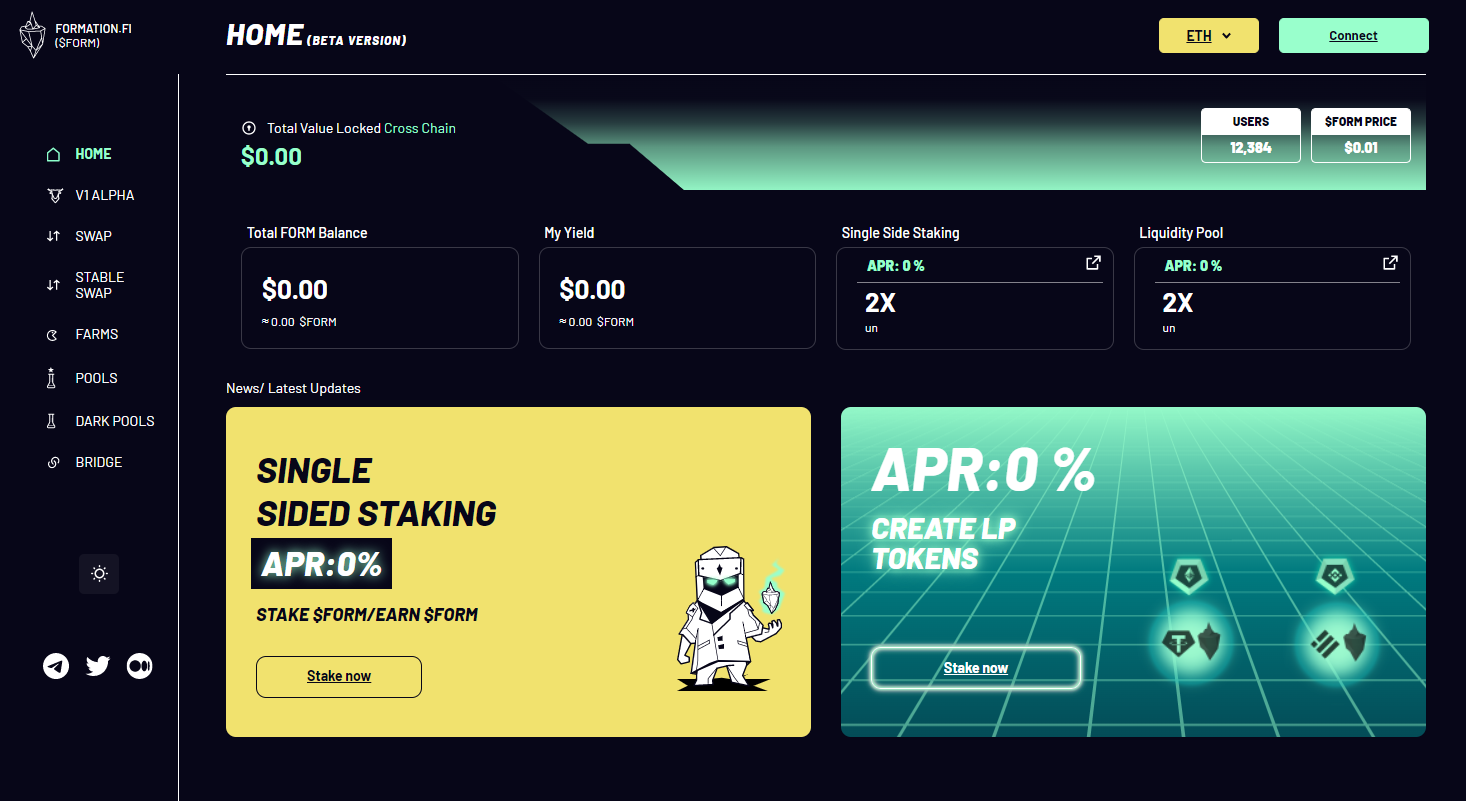 FORMATION.FI
($FORM)
HOME (BETA VERSION)
ETH
Connect
HOME
V1 ALPHA
SWAP
STABLE
SWAP
FARMS
POOLS
DARK POOLS
BRIDGE
Total Value Locked Cross Chain
$0.00
USERS
12,384
$FORM PRICE
$0.01
Total FORM Balance
$0.00
≈ 0.00 $FORM
My Yield
$0.00
≈ 0.00 $FORM
Single Side Staking
APR: 0 %
2X
un
Liquidity Pool
APR: 0 %
2X
un
News/ Latest Updates
SINGLE
SIDED STAKING
APR:0%
STAKE $FORM/EARN $FORM
Stake now
APR:0 %
CREATE LP
TOKENS
Stake now